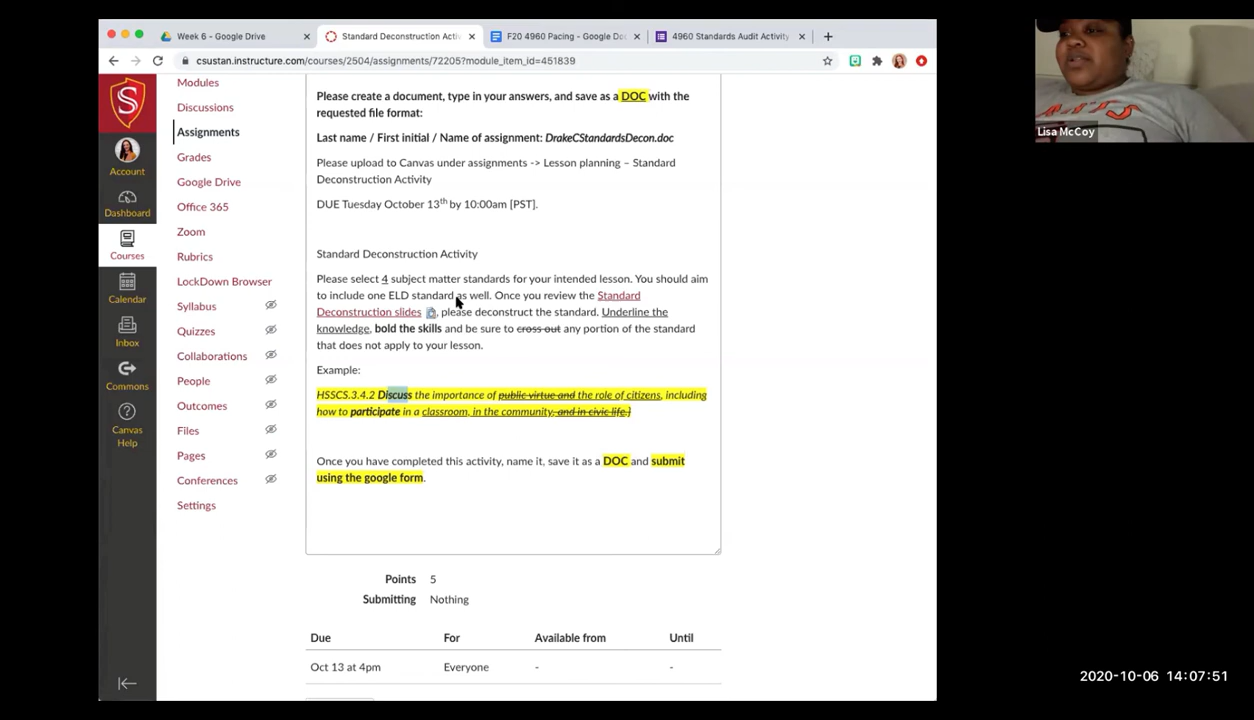 Week 6 - Google Drive
Standard Deconstruction Activ
F20 4960 Pacing - Google Doc
4960 Standards Audit Activity
csustan.instructure.com/courses/2504/assignments/72205?module_item_id=451839
Account
Dashboard
Courses
Calendar
Inbox
Commons
Canvas
Help
Modules
Discussions
Assignments
Grades
Google Drive
Office 365
Zoom
Rubrics
LockDown Browser
Syllabus
Quizzes
Collaborations
People
Outcomes
Files
Pages
Conferences
Settings
Please create a document, type in your answers, and save as a DOC with the
requested file format:
Last name / First initial / Name of assignment: DrakeCStandardsDecon.doc
Please upload to Canvas under assignments -> Lesson planning – Standard
Deconstruction Activity
DUE Tuesday October 13th by 10:00am [PST].
Standard Deconstruction Activity
Please select 4 subject matter standards for your intended lesson. You should aim
to include one ELD standard as well. Once you review the Standard
Deconstruction slides , please deconstruct the standard. Underline the
knowledge, bold the skills and be sure to cross out any portion of the standard
that does not apply to your lesson.
Example:
HSSCS.3.4.2 Discuss the importance of public virtue and the role of citizens, including
how to participate in a classroom, in the community, and in civic life.]
Once you have completed this activity, name it, save it as a DOC and submit
using the google form.
Points 5
Submitting Nothing
Due For Available from Until
Oct 13 at 4pm Everyone - -
Lisa McCoy
2020-10-06 14:07:51